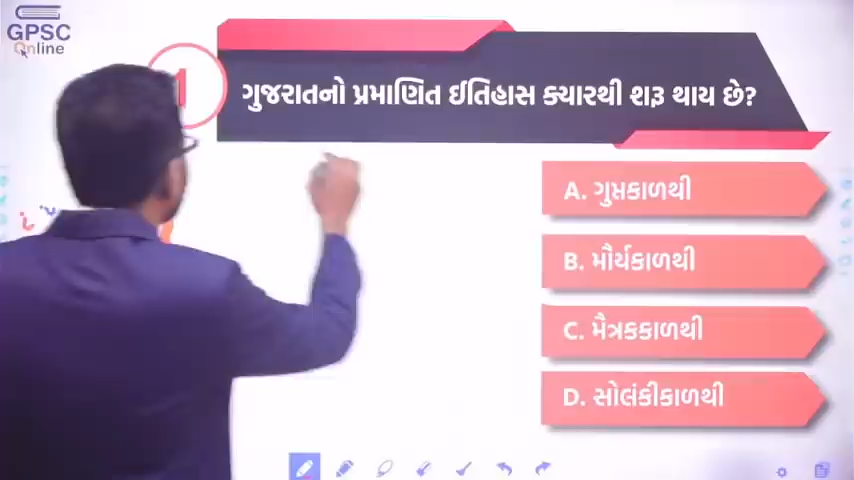 GPSC
Online
1
ગુજરાતનો પ્રમાણિત ઈતિહાસ ક્યારથી શરૂ થાય છે?
A. ગુપ્તકાળથી
B. મૌર્યકાળથી
C. મૈત્રકકાળથી
D. સોલંકીકાળથી